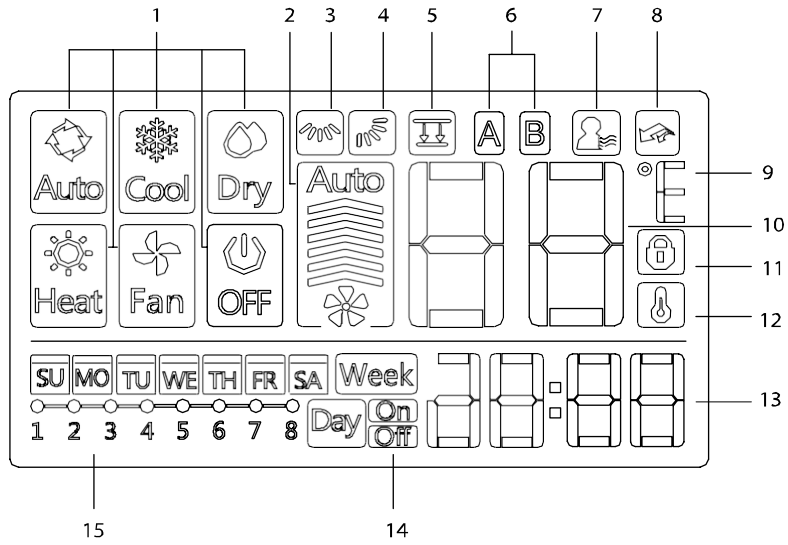 1 2 3 4 5 6 7 8
A B
Auto Cool Dry Auto
9
10
Heat Fan OFF
11
12
SU MO TU WE TH FR SA Week
Day On
Off
13
1 2 3 4 5 6 7 8
15 14